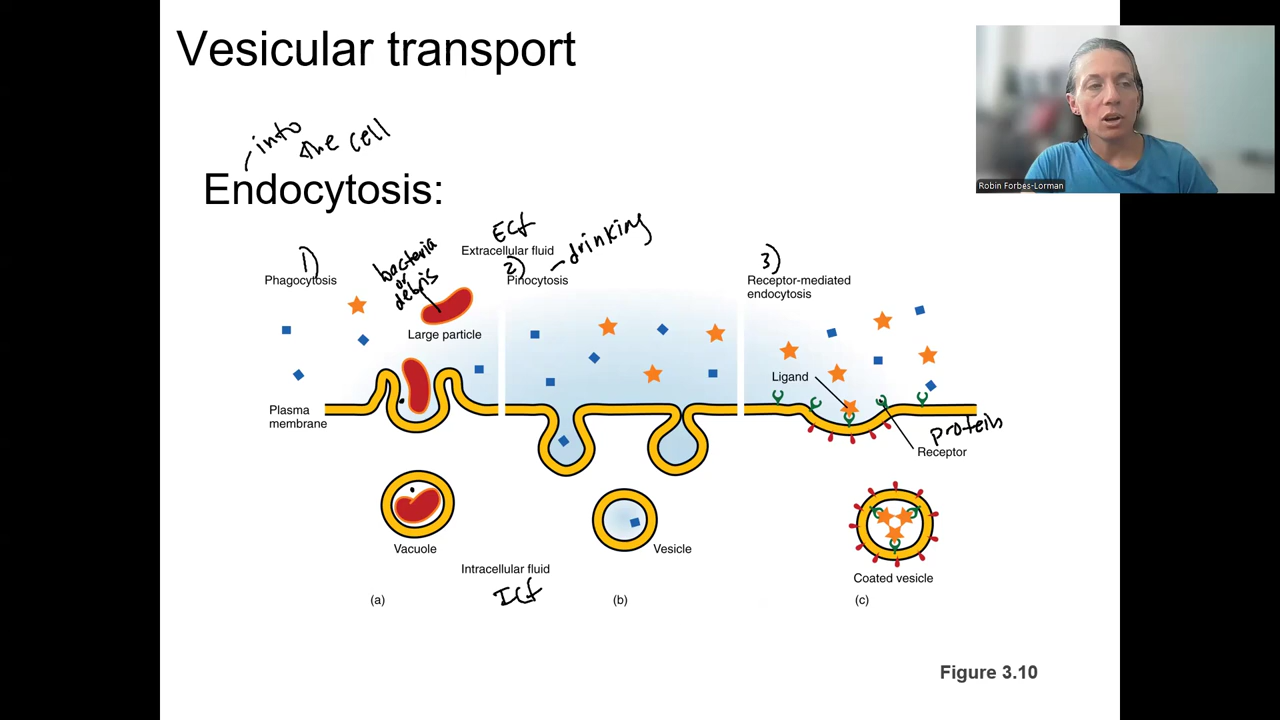 Vesicular transport
Robin Forbes-Lorman
into
the cell
Endocytosis:
ECf
Extracellular fluid
1)
Phagocytosis
bacteria
or
debris
Large particle
2)
drinking
Pinocytosis
3)
Receptor-mediated
endocytosis
Ligand
Plasma
membrane
protein
Receptor
Vacuole
Vesicle
Intracellular fluid
ICf
Coated vesicle
(a)
(b)
(c)
Figure 3.10